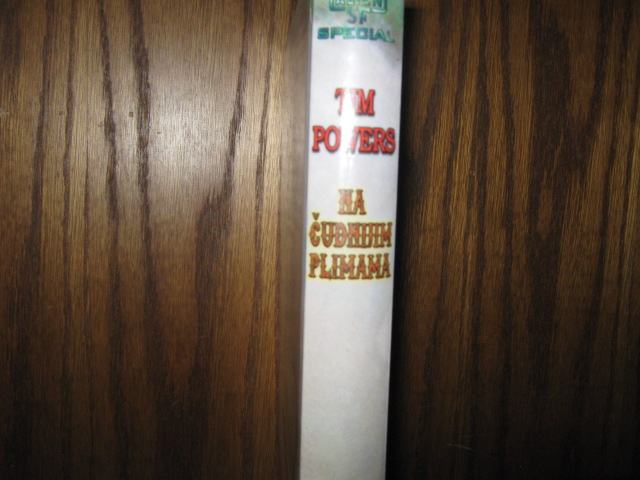 SF
SPECIAL
TIM
POWERS
NA
ČUDNIJIM
PLIMAMA